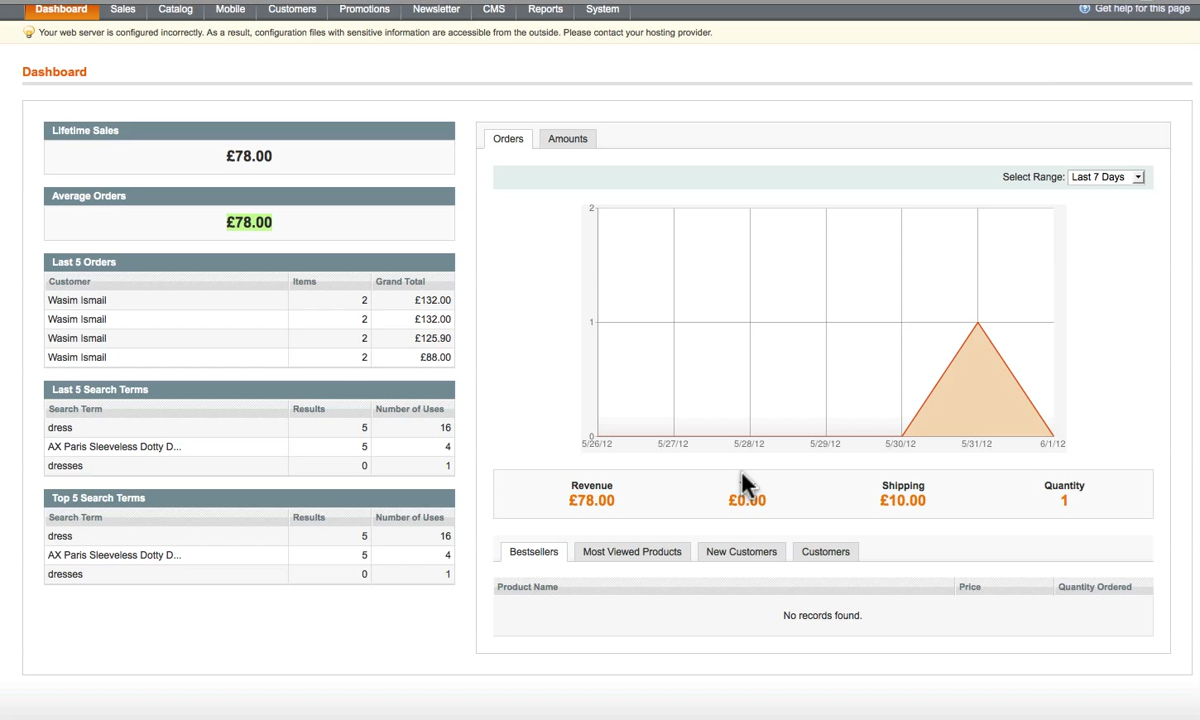 Dashboard Sales Catalog Mobile Customers Promotions Newsletter CMS Reports System Get help for this page
Your web server is configured incorrectly. As a result, configuration files with sensitive information are accessible from the outside. Please contact your hosting provider.
Dashboard
Lifetime Sales
£78.00
Average Orders
£78.00
Last 5 Orders
Customer Items Grand Total
Wasim Ismail 2 £132.00
Wasim Ismail 2 £132.00
Wasim Ismail 2 £125.90
Wasim Ismail 2 £88.00
Last 5 Search Terms
Search Term Results Number of Uses
dress 5 16
AX Paris Sleeveless Dotty D... 5 4
dresses 0 1
Top 5 Search Terms
Search Term Results Number of Uses
dress 5 16
AX Paris Sleeveless Dotty D... 5 4
dresses 0 1
Orders Amounts
Select Range: Last 7 Days
2
1
0
5/26/12 5/27/12 5/28/12 5/29/12 5/30/12 5/31/12 6/1/12
Revenue Shipping Quantity
£78.00 £0.00 £10.00 1
Bestsellers Most Viewed Products New Customers Customers
Product Name Price Quantity Ordered
No records found.